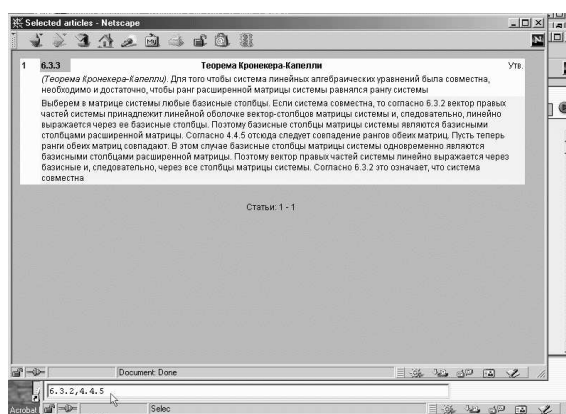 Selected articles - Netscape
1 6.3.3 Теорема Кронекера-Капелли Утв.
(Теорема Кронекера-Капелли). Для того чтобы система линейных алгебраических уравнений была совместна,
необходимо и достаточно, чтобы ранг расширенной матрицы системы равнялся рангу системы
Выберем в матрице системы любые базисные столбцы. Если система совместна, то согласно 6.3.2 вектор правых
частей системы принадлежит линейной оболочке вектор-столбцов матрицы системы и, следовательно, линейно
выражается через ее базисные столбцы. Поэтому базисные столбцы матрицы системы являются базисными
столбцами расширенной матрицы. Согласно 4.4.5 отсюда следует совпадение рангов обеих матриц. Пусть теперь
ранги обеих матриц совпадают. В этом случае базисные столбцы матрицы системы одновременно являются
базисными столбцами расширенной матрицы. Поэтому вектор правых частей системы линейно выражается через
базисные и, следовательно, через все столбцы матрицы системы. Согласно 6.3.2 это означает, что система
совместна
Статьи: 1 - 1
Document: Done
6.3.2,4.4.5
Acrobat
Selec